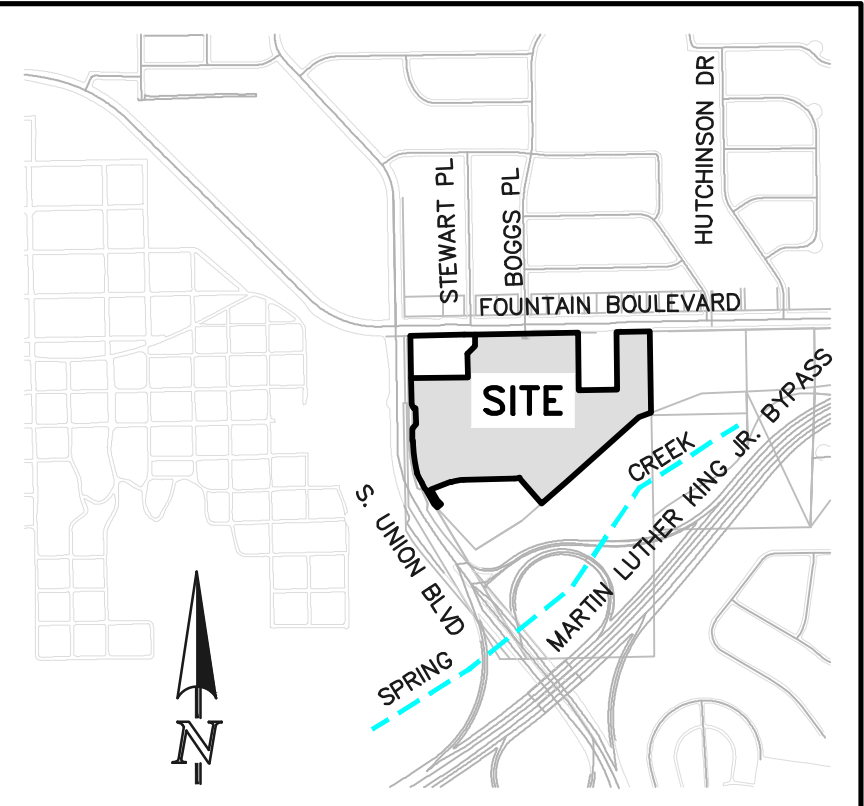 HUTCHINSON DR
STEWART PL
BOGGS PL
FOUNTAIN BOULEVARD
SITE
CREEK
MARTIN LUTHER KING JR. BYPASS
S. UNION BLVD
SPRING
N